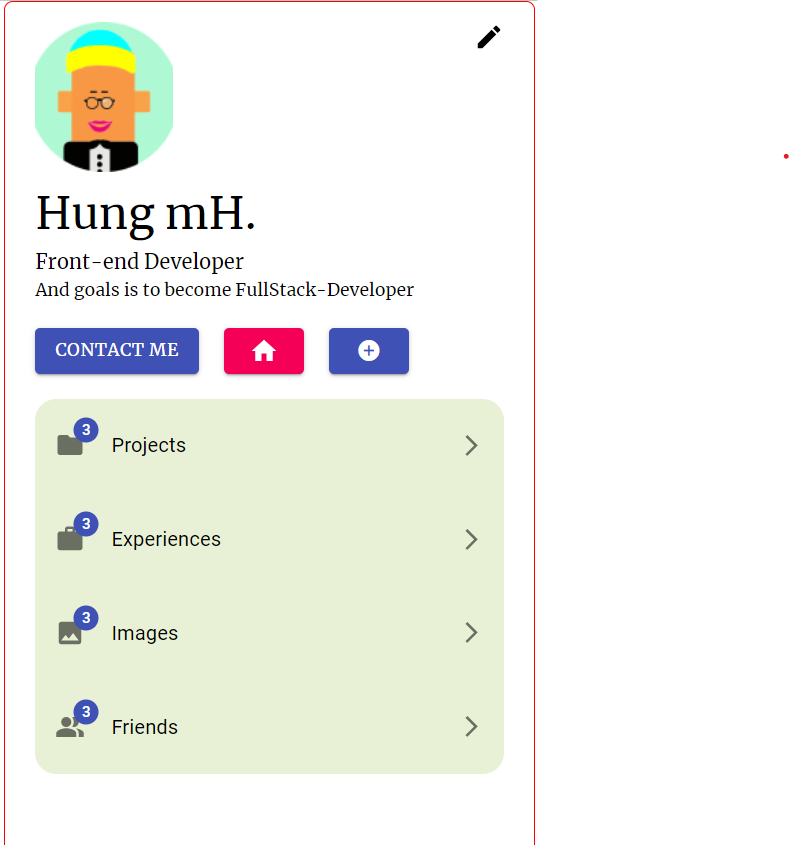 Hung mH.
Front-end Developer
And goals is to become FullStack-Developer
CONTACT ME
3
Projects
3
Experiences
3
Images
3
Friends